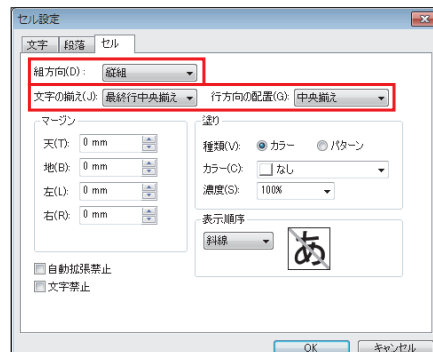 セル設定
文字 段落 セル
組方向(D): 縦組
文字の揃え(J): 最終行中央揃え 行方向の配置(G): 中央揃え
マージン
天(T): 0 mm
地(B): 0 mm
左(L): 0 mm
右(R): 0 mm
塗り
種類(V): カラー パターン
カラー(C): なし
濃度(S): 100%
表示順序
斜線 あ
自動拡張禁止
文字禁止
OK キャンセル